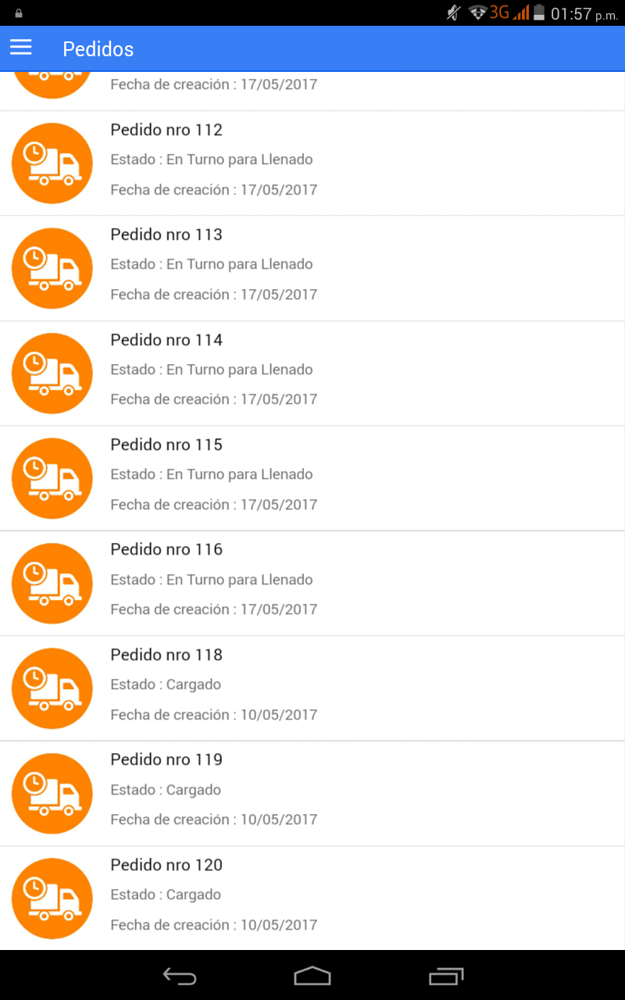 3G 01:57 p.m.
Pedidos
Fecha de creación : 17/05/2017
Pedido nro 112
Estado : En Turno para Llenado
Fecha de creación : 17/05/2017
Pedido nro 113
Estado : En Turno para Llenado
Fecha de creación : 17/05/2017
Pedido nro 114
Estado : En Turno para Llenado
Fecha de creación : 17/05/2017
Pedido nro 115
Estado : En Turno para Llenado
Fecha de creación : 17/05/2017
Pedido nro 116
Estado : En Turno para Llenado
Fecha de creación : 17/05/2017
Pedido nro 118
Estado : Cargado
Fecha de creación : 10/05/2017
Pedido nro 119
Estado : Cargado
Fecha de creación : 10/05/2017
Pedido nro 120
Estado : Cargado
Fecha de creación : 10/05/2017